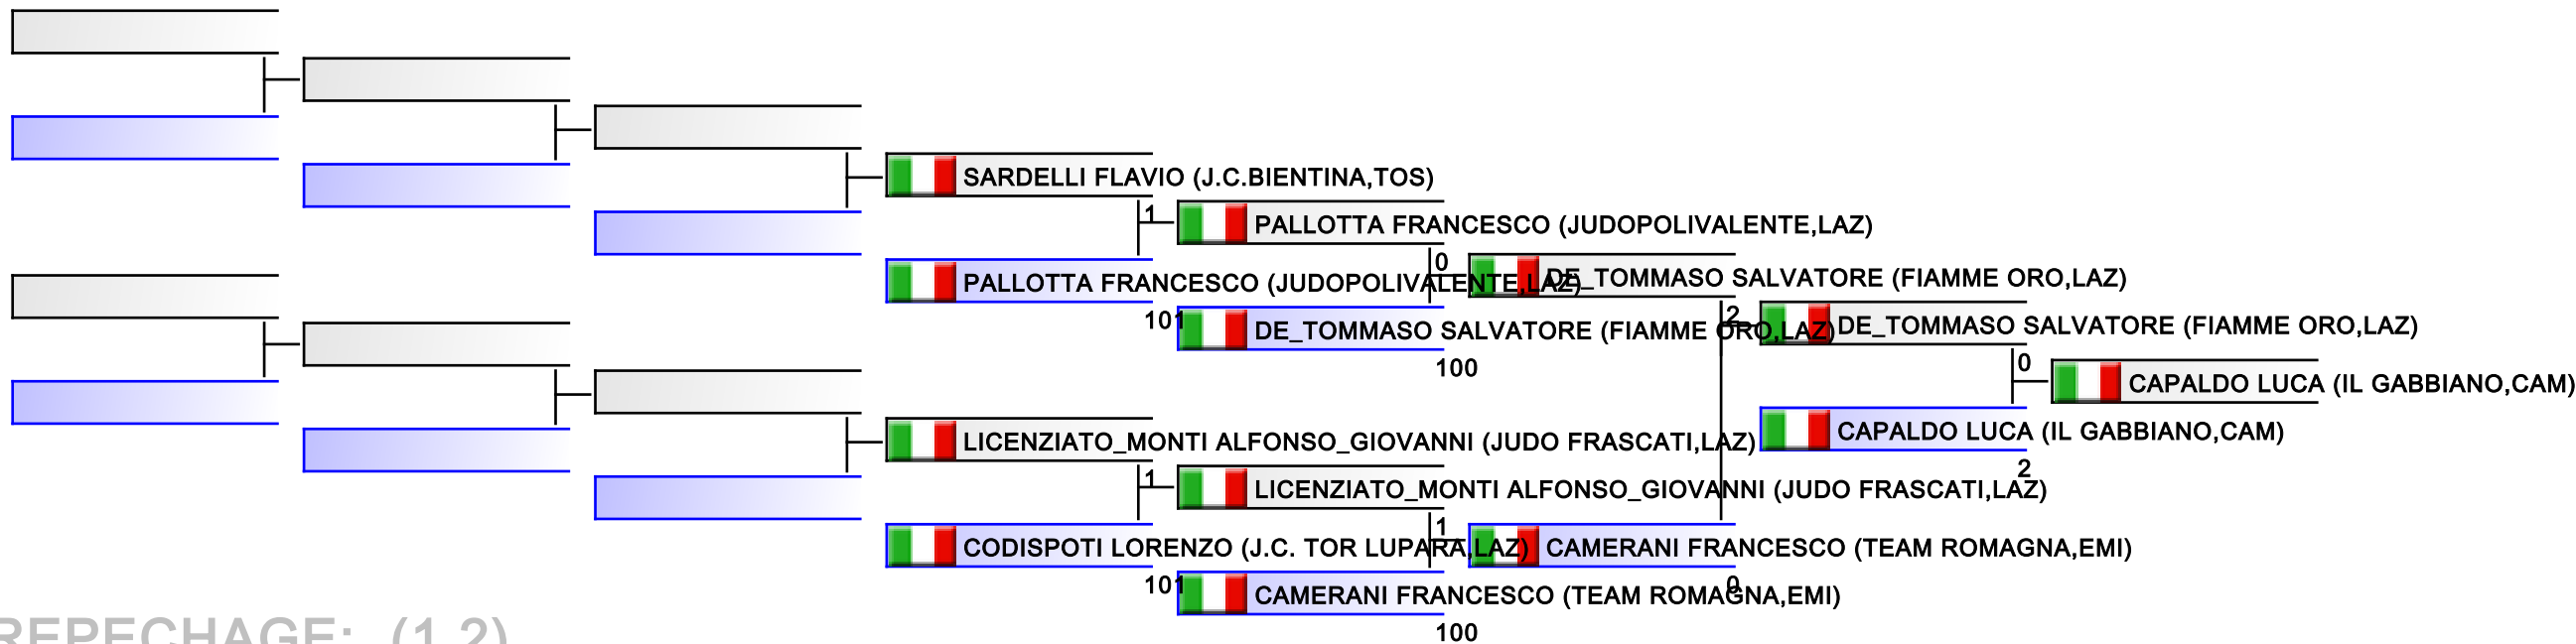 SARDELLI FLAVIO (J.C.BIENTINA,TOS)
1
PALLOTTA FRANCESCO (JUDOPOLIVALENTE,LAZ)
0
PALLOTTA FRANCESCO (JUDOPOLIVALENTE,LAZ)
DE_TOMMASO SALVATORE (FIAMME ORO,LAZ)
101
DE_TOMMASO SALVATORE (FIAMME ORO,LAZ)
2
DE_TOMMASO SALVATORE (FIAMME ORO,LAZ)
100
0
CAPALDO LUCA (IL GABBIANO,CAM)
CAPALDO LUCA (IL GABBIANO,CAM)
2
LICENZIATO_MONTI ALFONSO_GIOVANNI (JUDO FRASCATI,LAZ)
1
LICENZIATO_MONTI ALFONSO_GIOVANNI (JUDO FRASCATI,LAZ)
1
CODISPOTI LORENZO (J.C. TOR LUPARA,LAZ)
CAMERANI FRANCESCO (TEAM ROMAGNA,EMI)
101
0
CAMERANI FRANCESCO (TEAM ROMAGNA,EMI)
100
REPECHAGE: (1,2)